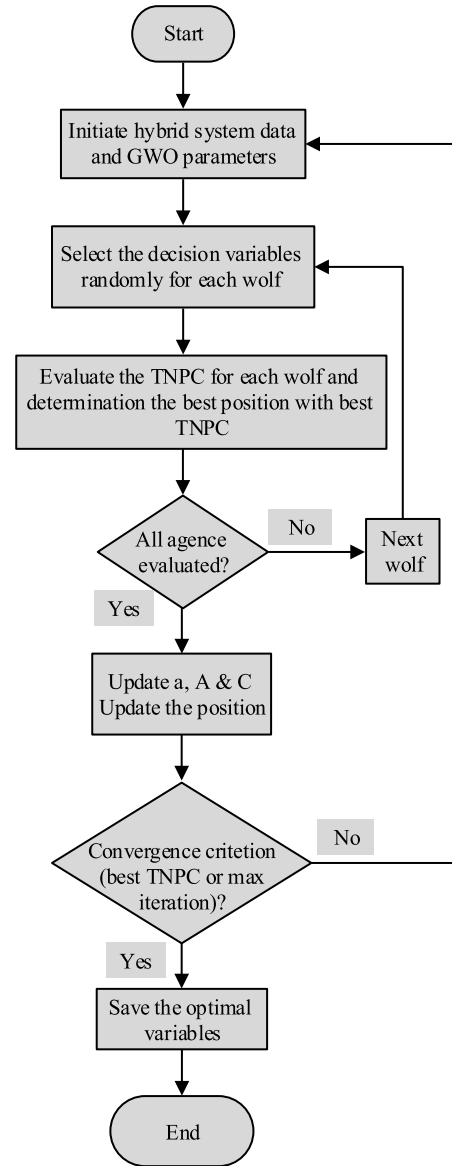 Start
Initiate hybrid system data
and GWO parameters
Select the decision variables
randomly for each wolf
Evaluate the TNPC for each wolf and
determination the best position with best
TNPC
All agence
evaluated?
No
Next
wolf
Yes
Update a, A & C
Update the position
Convergence critetion
(best TNPC or max
iteration)?
No
Yes
Save the optimal
variables
End